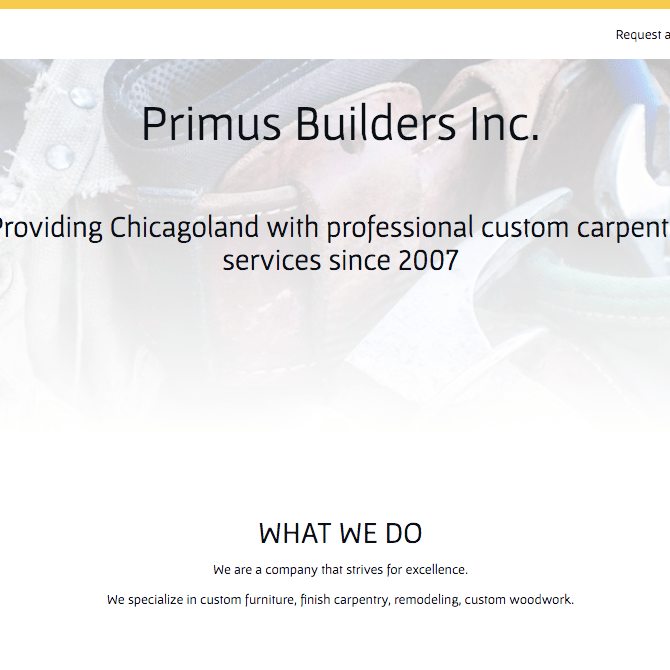 Request a
Primus Builders Inc.
Providing Chicagoland with professional custom carpent
services since 2007
WHAT WE DO
We are a company that strives for excellence.
We specialize in custom furniture, finish carpentry, remodeling, custom woodwork.